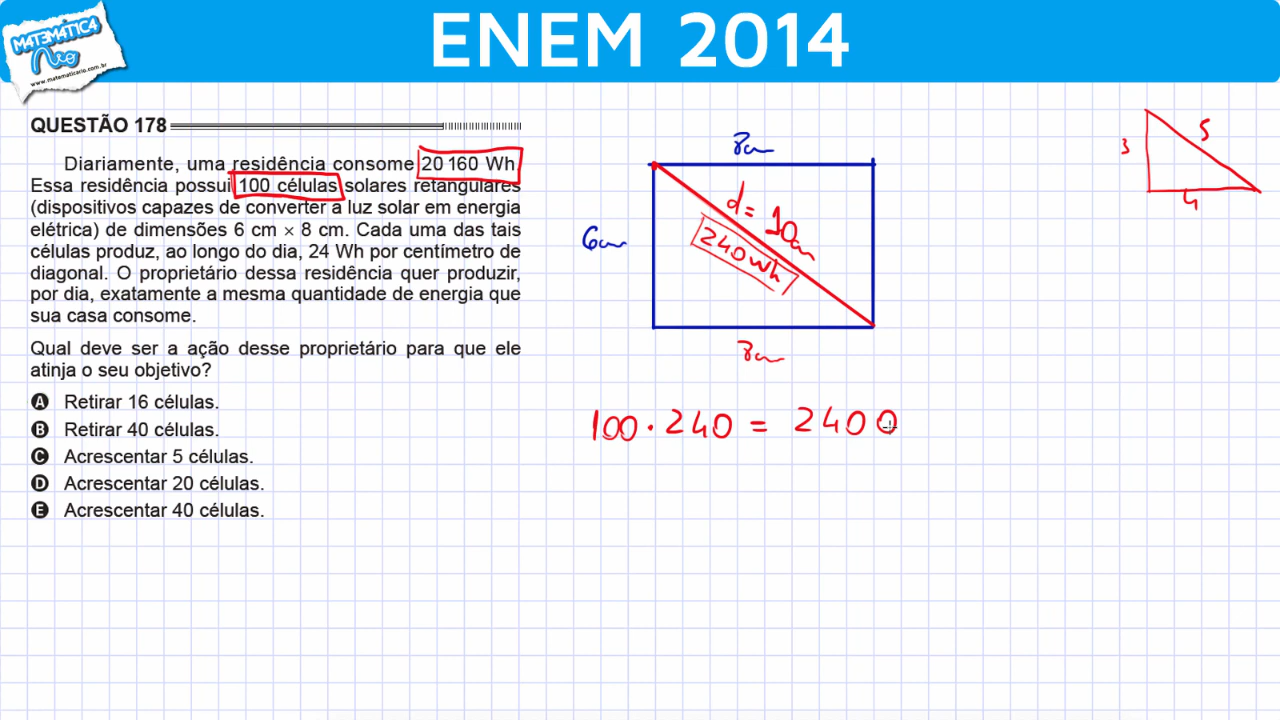 MATEMÁTICA
RIO
www.matematicario.com.br
ENEM 2014
QUESTÃO 178
Diariamente, uma residência consome 20 160 Wh.
Essa residência possui 100 células solares retangulares
(dispositivos capazes de converter a luz solar em energia
elétrica) de dimensões 6 cm × 8 cm. Cada uma das tais
células produz, ao longo do dia, 24 Wh por centímetro de
diagonal. O proprietário dessa residência quer produzir,
por dia, exatamente a mesma quantidade de energia que
sua casa consome.
Qual deve ser a ação desse proprietário para que ele
atinja o seu objetivo?
A Retirar 16 células.
B Retirar 40 células.
C Acrescentar 5 células.
D Acrescentar 20 células.
E Acrescentar 40 células.
8cm
6cm
d = 10cm
240Wh
8cm
3
5
4
100 · 240 = 2400